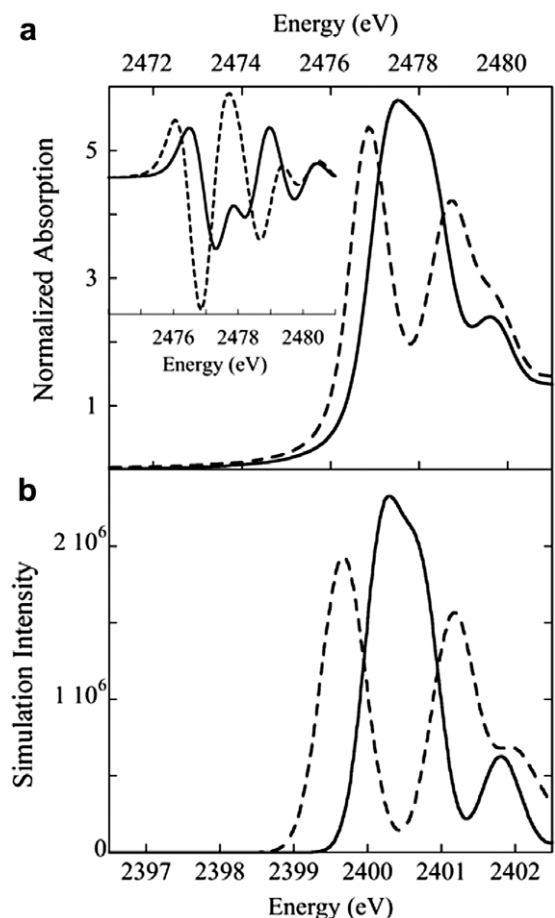 a
Energy (eV)
2472 2474 2476 2478 2480
Normalized Absorption
5
3
1
2476 2478 2480
Energy (eV)
b
Simulation Intensity
2 10⁶
1 10⁶
0
2397 2398 2399 2400 2401 2402
Energy (eV)